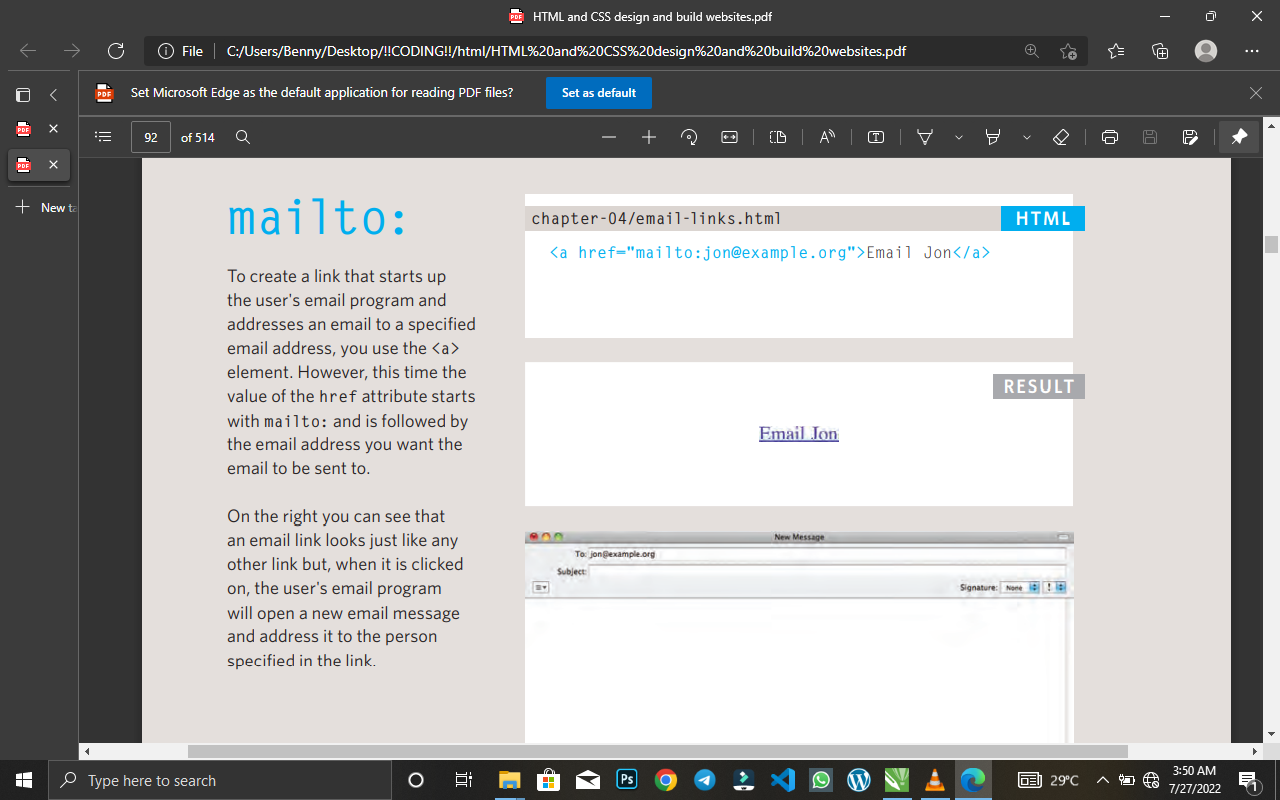 HTML and CSS design and build websites.pdf
File
C:/Users/Benny/Desktop/!!CODING!!/html/HTML%20and%20CSS%20design%20and%20build%20websites.pdf
Set Microsoft Edge as the default application for reading PDF files?
Set as default
92 of 514
New ta
mailto:
To create a link that starts up
the user's email program and
addresses an email to a specified
email address, you use the <a>
element. However, this time the
value of the href attribute starts
with mailto: and is followed by
the email address you want the
email to be sent to.
On the right you can see that
an email link looks just like any
other link but, when it is clicked
on, the user's email program
will open a new email message
and address it to the person
specified in the link.
chapter-04/email-links.html
HTML
<a href="mailto:jon@example.org">Email Jon</a>
RESULT
Email Jon
New Message
To: jon@example.org
Subject:
Signature: None
!
Type here to search
29°C
3:50 AM
7/27/2022
1